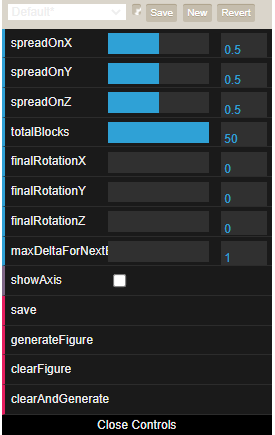 Default* Save New Revert
spreadOnX 0.5
spreadOnY 0.5
spreadOnZ 0.5
totalBlocks 50
finalRotationX 0
finalRotationY 0
finalRotationZ 0
maxDeltaForNextB 1
showAxis
save
generateFigure
clearFigure
clearAndGenerate
Close Controls